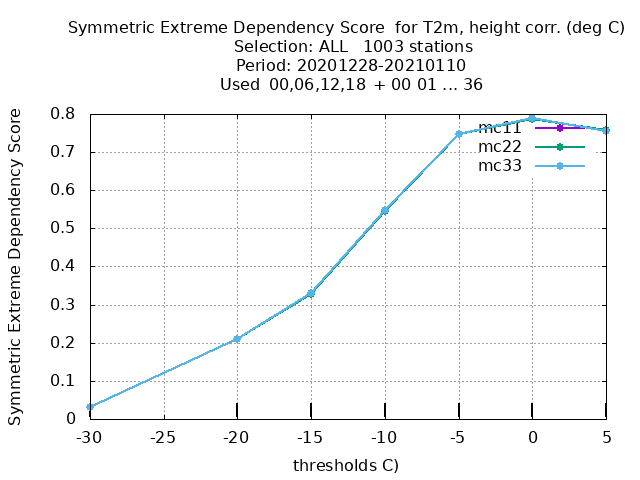 Symmetric Extreme Dependency Score  for T2m, height corr. (deg C)
Selection: ALL   1003 stations
Period: 20201228-20210110
Used  00,06,12,18  + 00 01 ... 36
Symmetric Extreme Dependency Score
0.8
0.7
0.6
0.5
0.4
0.3
0.2
0.1
0
mc11
mc22
mc33
-30 -25 -20 -15 -10 -5 0 5
thresholds C)